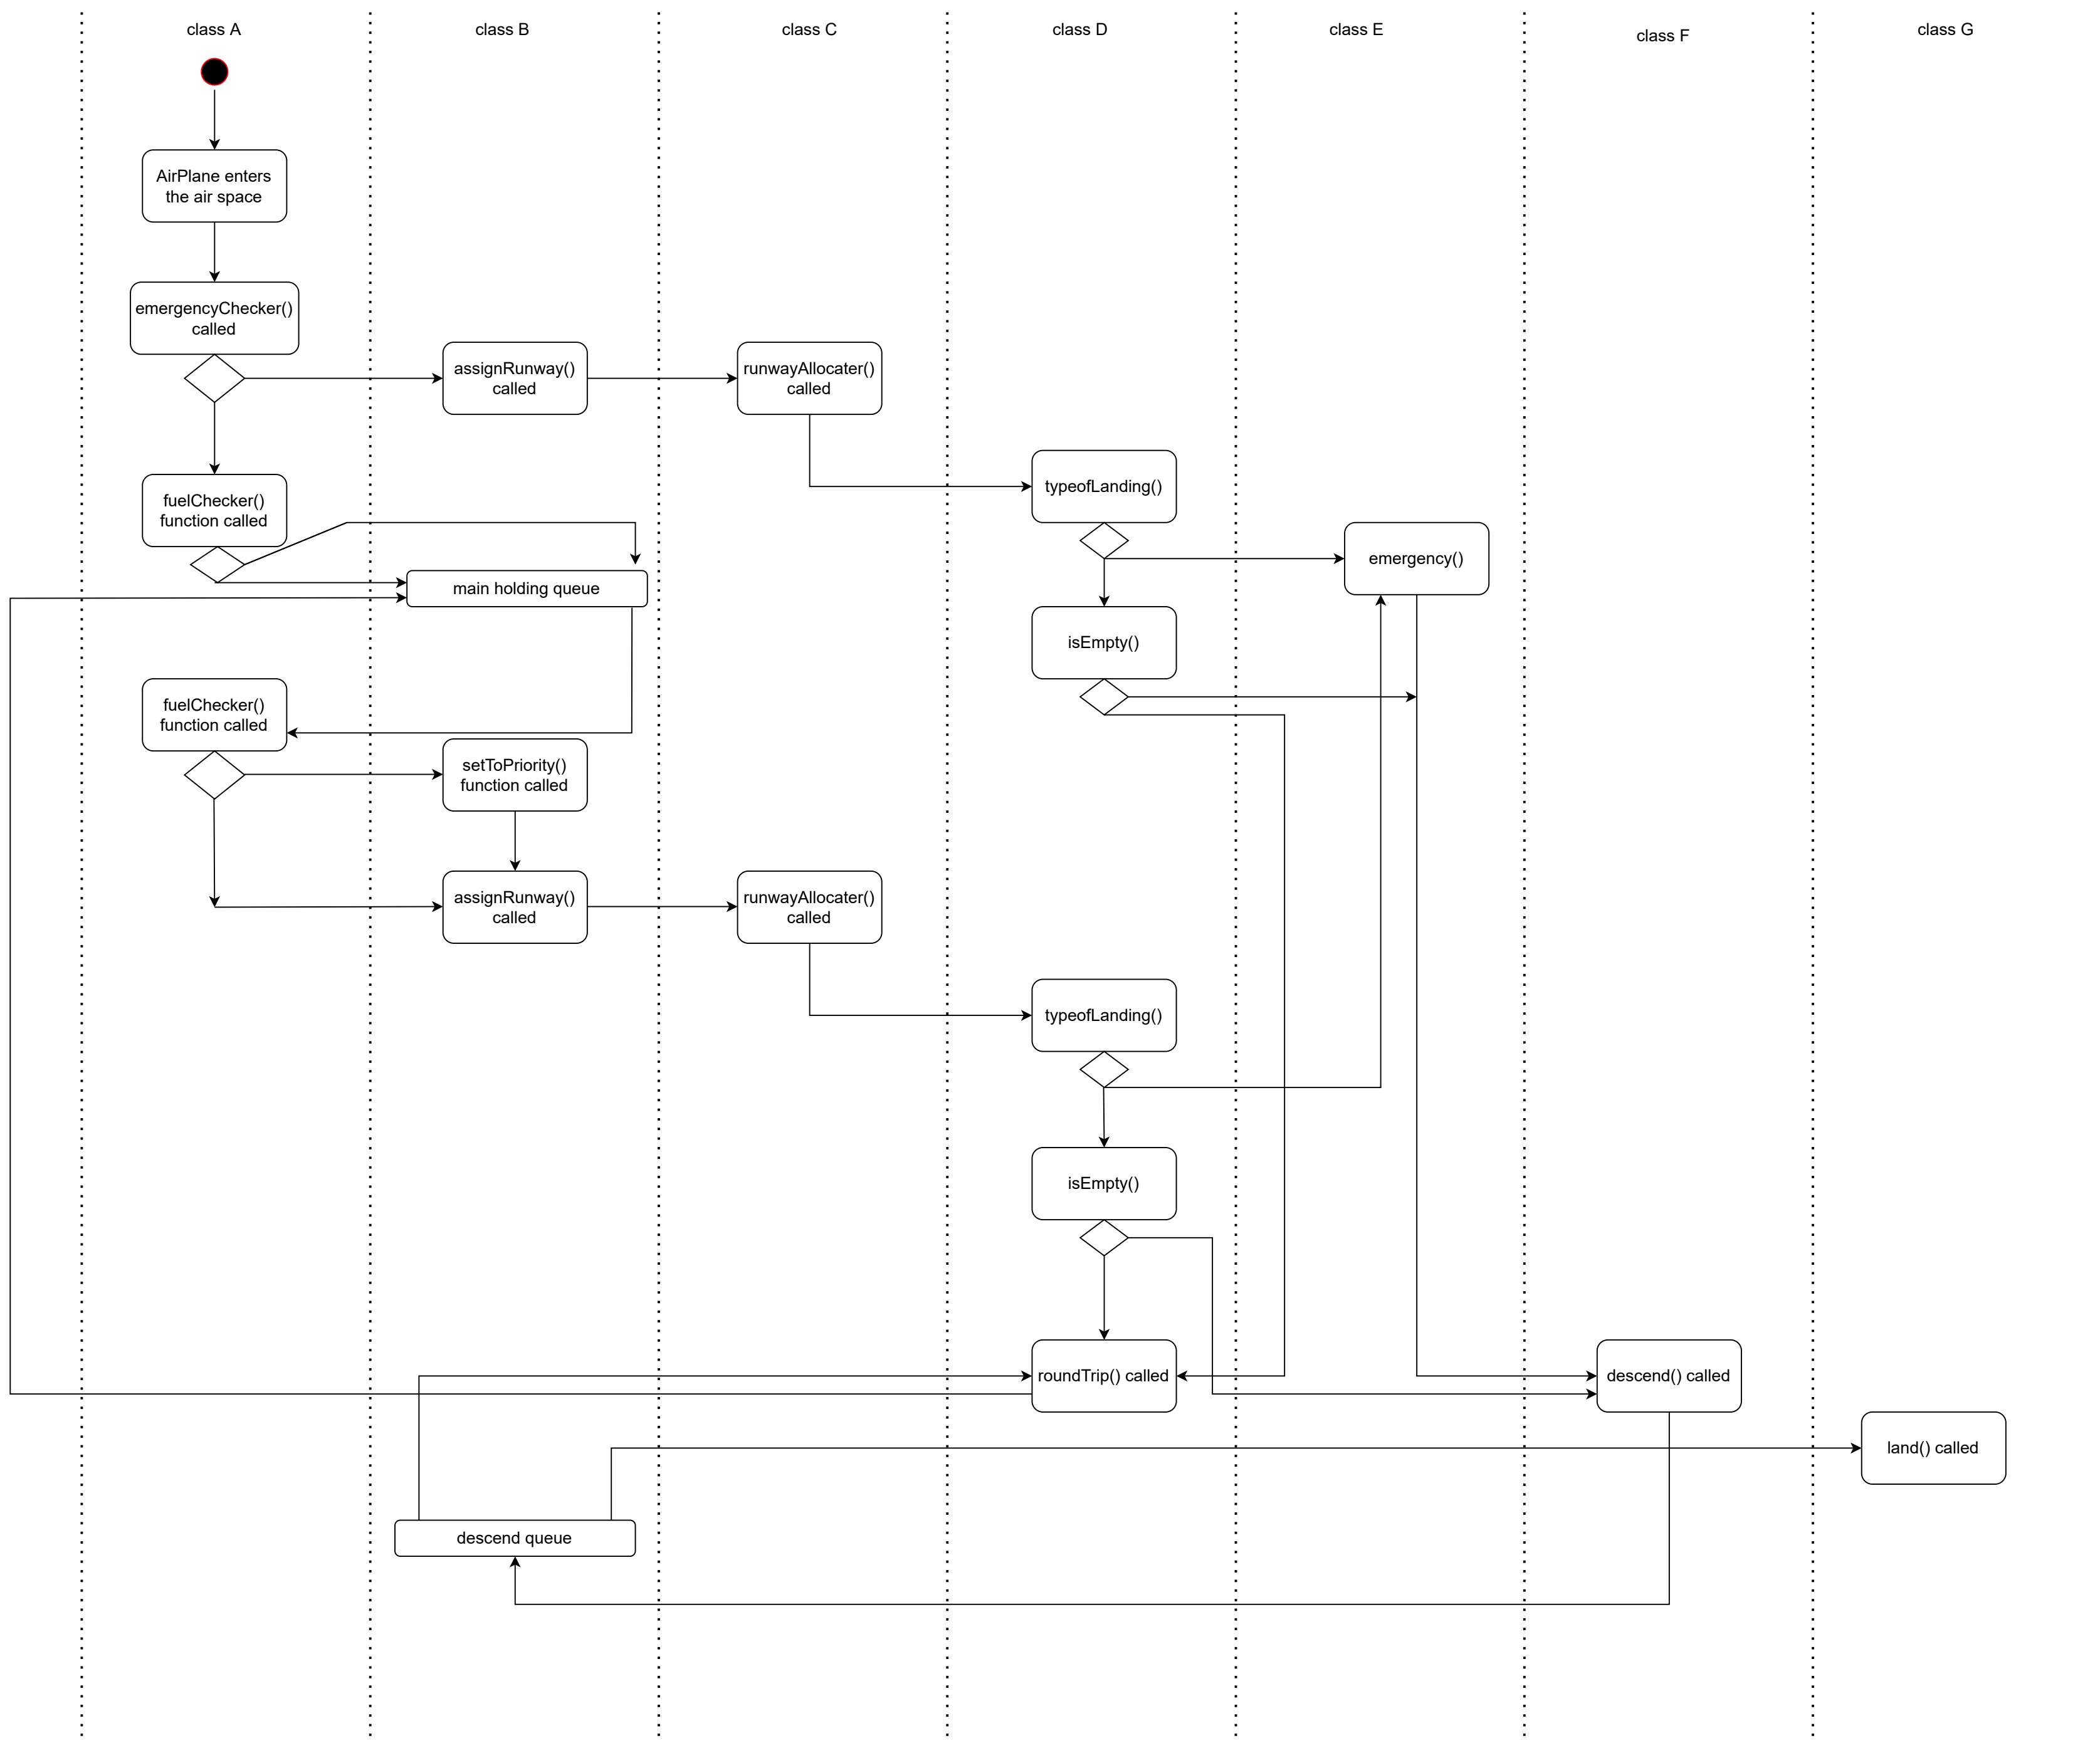 class A
class B
class C
class D
class E
class F
class G
AirPlane enters
the air space
emergencyChecker()
called
assignRunway()
called
runwayAllocater()
called
typeofLanding()
fuelChecker()
function called
emergency()
main holding queue
isEmpty()
fuelChecker()
function called
setToPriority()
function called
assignRunway()
called
runwayAllocater()
called
typeofLanding()
isEmpty()
roundTrip() called
descend() called
land() called
descend queue